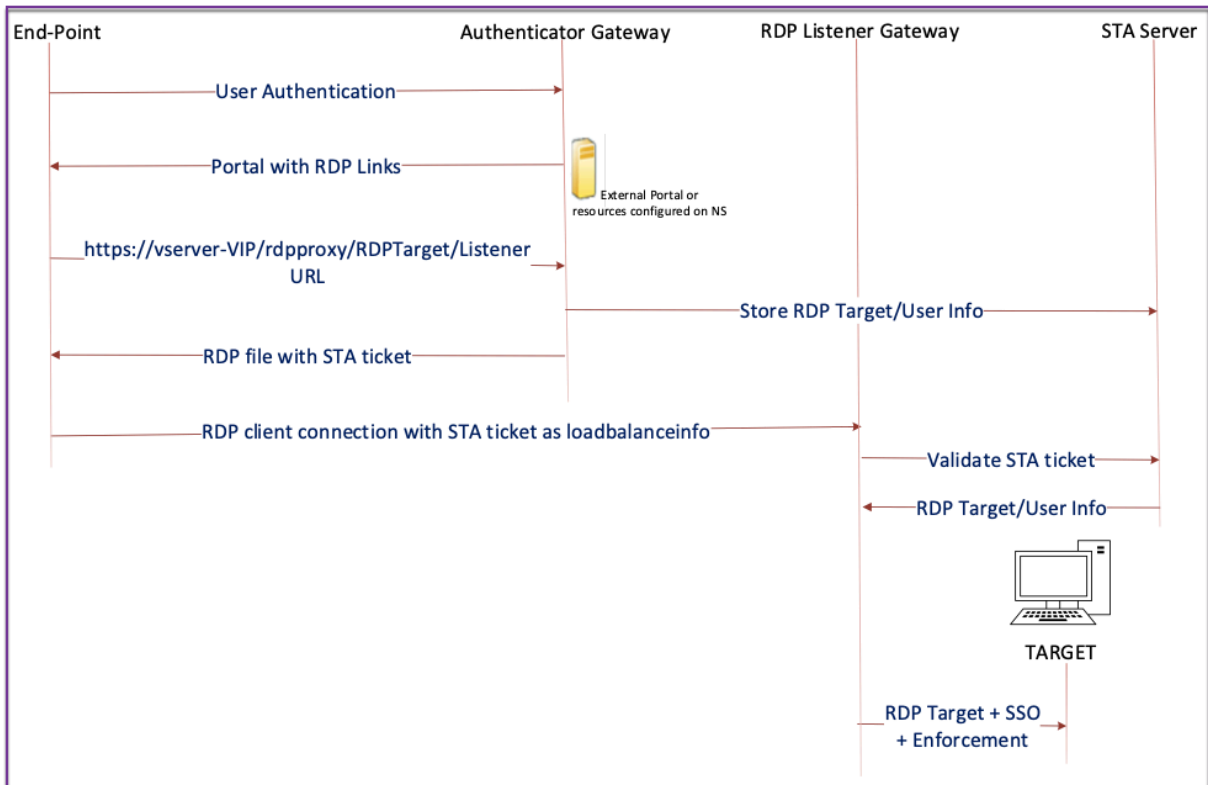 End-Point
Authenticator Gateway
RDP Listener Gateway
STA Server
User Authentication
Portal with RDP Links
External Portal or
resources configured on NS
https://vserver-VIP/rdpproxy/RDPTarget/Listener
URL
Store RDP Target/User Info
RDP file with STA ticket
RDP client connection with STA ticket as loadbalanceinfo
Validate STA ticket
RDP Target/User Info
TARGET
RDP Target + SSO
+ Enforcement